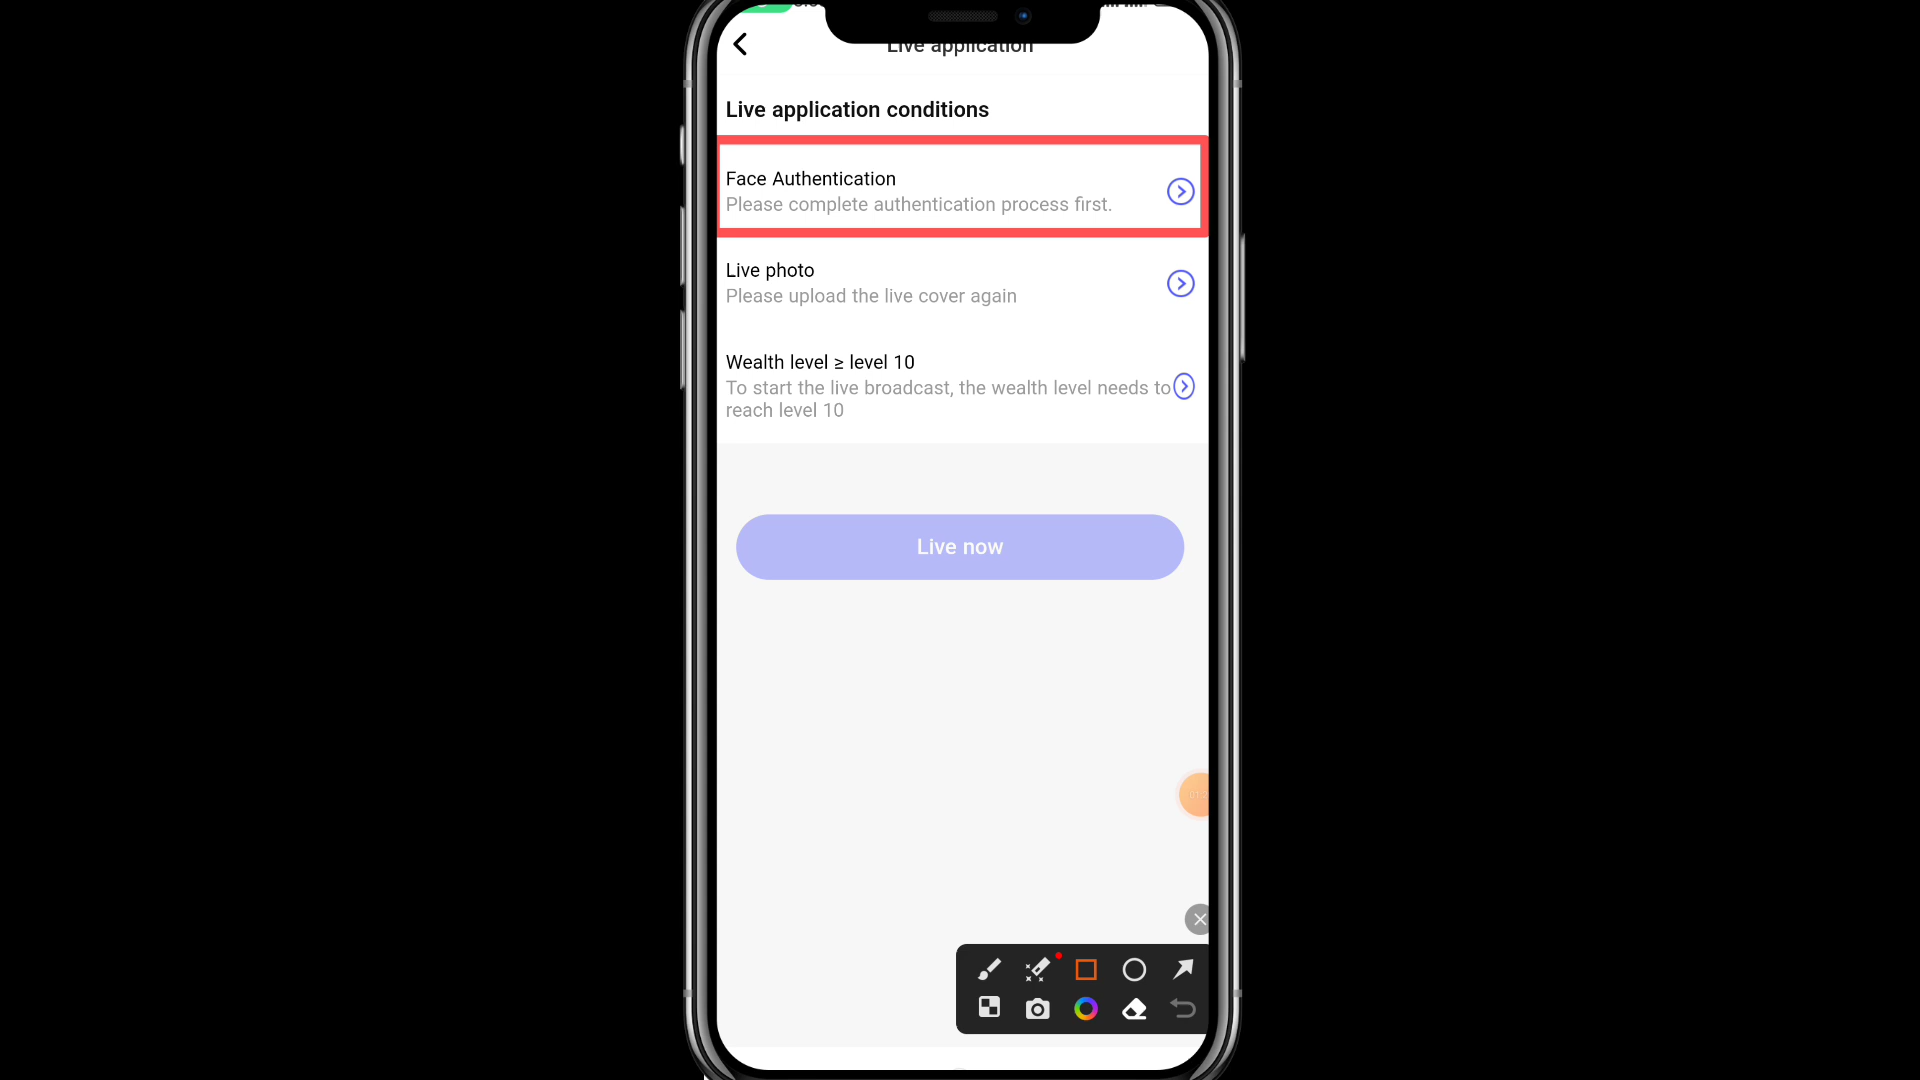 Live application
Live application conditions
Face Authentication
Please complete authentication process first.
Live photo
Please upload the live cover again
Wealth level ≥ level 10
To start the live broadcast, the wealth level needs to
reach level 10
Live now